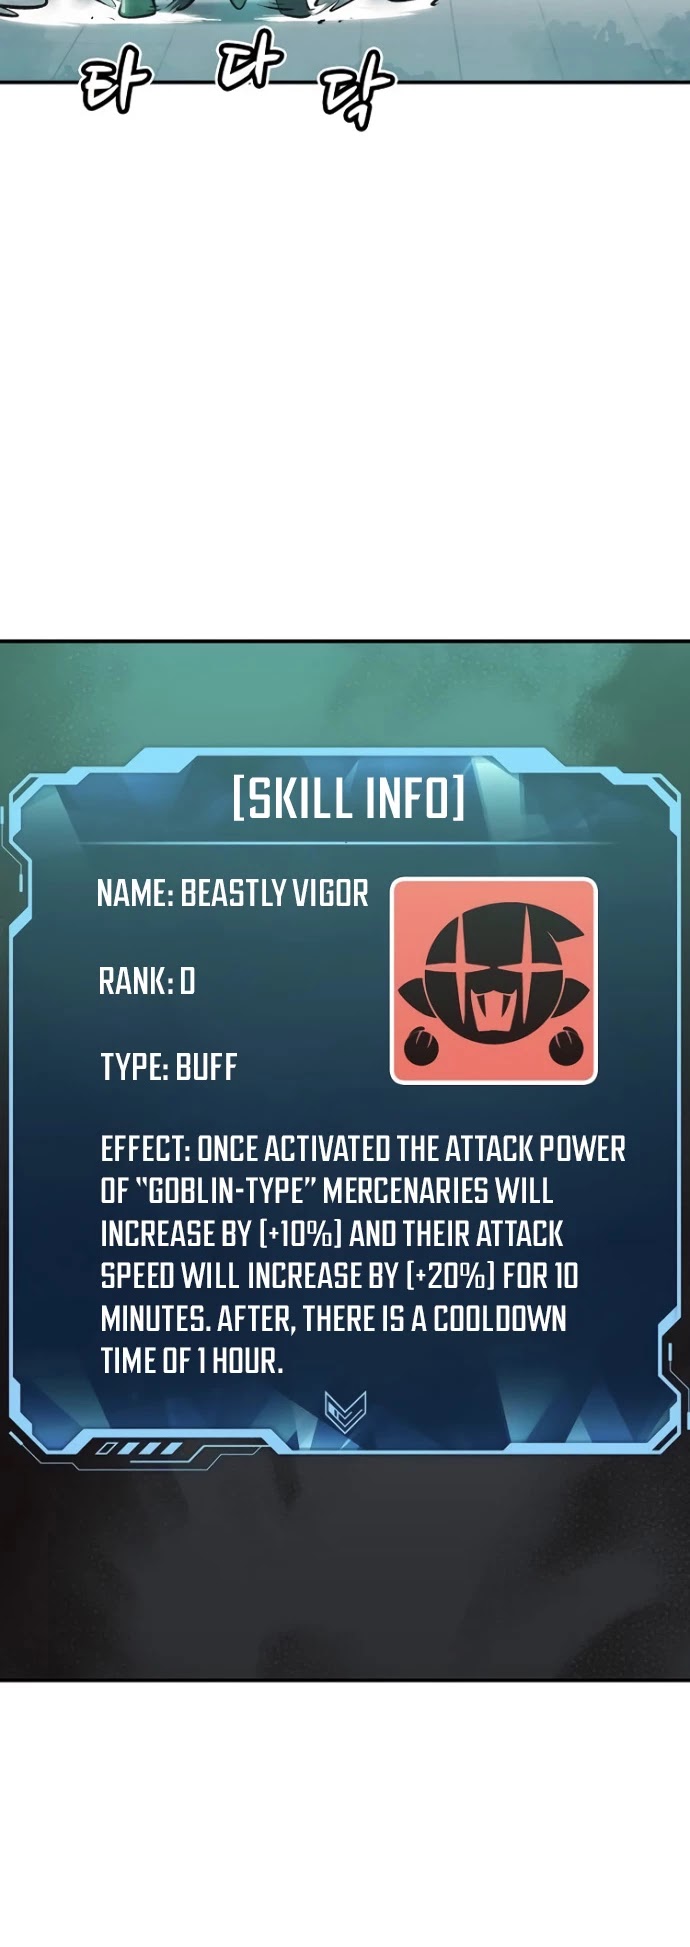 타 다 닥
[SKILL INFO]
NAME: BEASTLY VIGOR
RANK: D
TYPE: BUFF
EFFECT: ONCE ACTIVATED THE ATTACK POWER
OF “GOBLIN-TYPE” MERCENARIES WILL
INCREASE BY [+10%] AND THEIR ATTACK
SPEED WILL INCREASE BY [+20%] FOR 10
MINUTES. AFTER, THERE IS A COOLDOWN
TIME OF 1 HOUR.